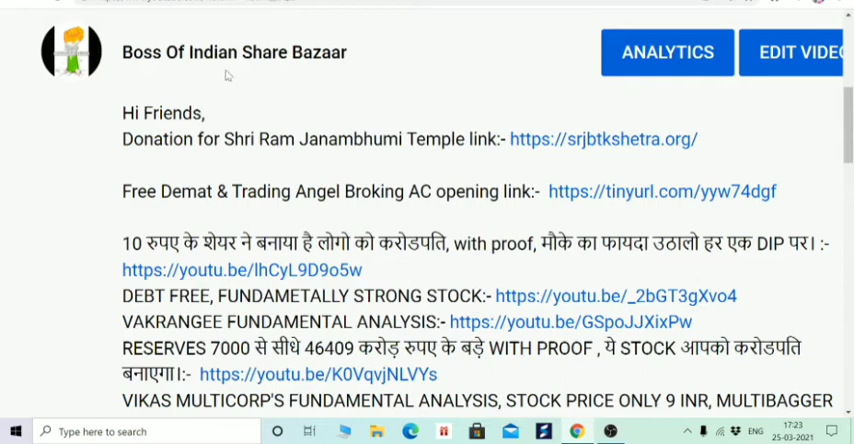 Boss Of Indian Share Bazaar
ANALYTICS
EDIT VIDEO
Hi Friends,
Donation for Shri Ram Janambhumi Temple link:- https://srjbtkshetra.org/
Free Demat & Trading Angel Broking AC opening link:- https://tinyurl.com/yyw74dgf
10 रुपए के शेयर ने बनाया है लोगो को करोडपति, with proof, मौके का फायदा उठालो हर एक DIP पर। :-
https://youtu.be/lhCyL9D9o5w
DEBT FREE, FUNDAMETALLY STRONG STOCK:- https://youtu.be/_2bGT3gXvo4
VAKRANGEE FUNDAMENTAL ANALYSIS:- https://youtu.be/GSpoJJXixPw
RESERVES 7000 से सीधे 46409 करोड़ रुपए के बड़े WITH PROOF , ये STOCK आपको करोडपति
बनाएगा।:- https://youtu.be/K0VqvjNLVYs
VIKAS MULTICORP'S FUNDAMENTAL ANALYSIS, STOCK PRICE ONLY 9 INR, MULTIBAGGER
Type here to search
ENG
17:23
25-03-2021